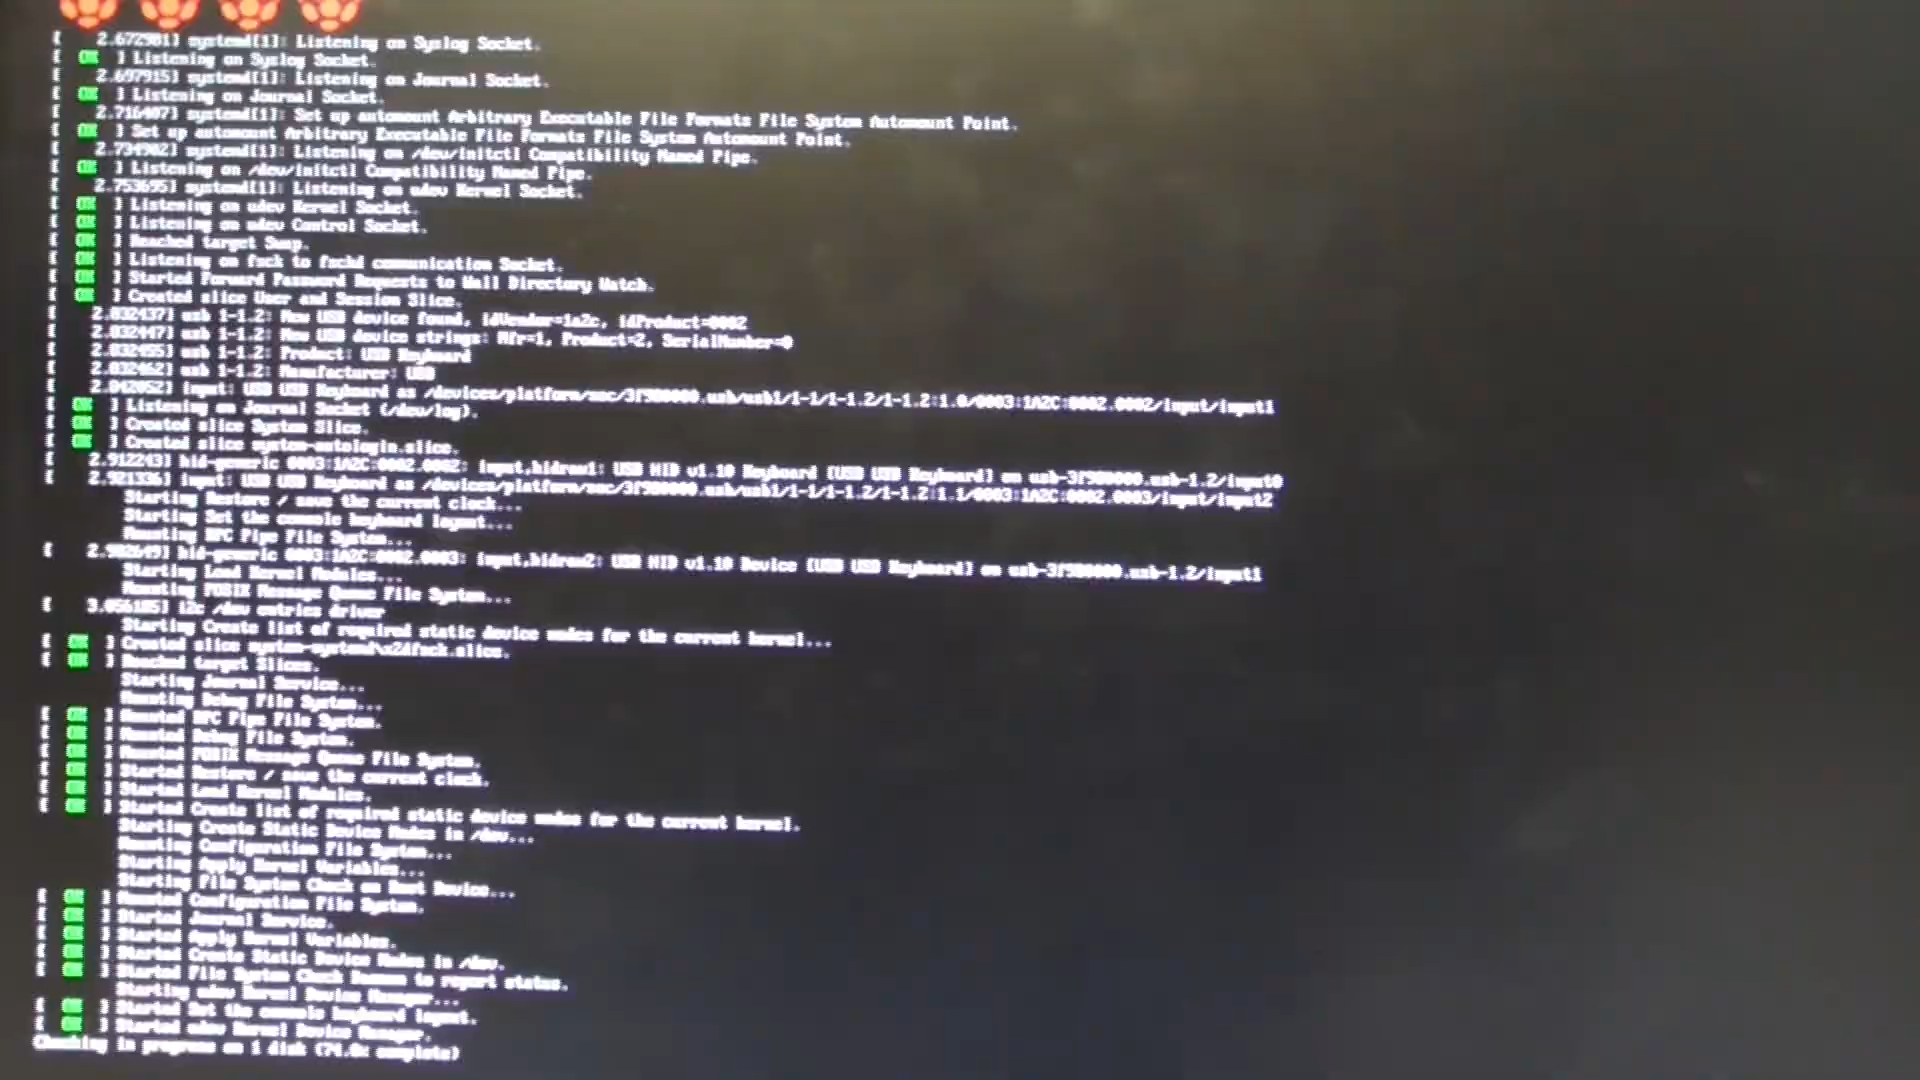 [    2.672981] systemd[1]: Listening on Syslog Socket.
[  OK  ] Listening on Syslog Socket.
[    2.697915] systemd[1]: Listening on Journal Socket.
[  OK  ] Listening on Journal Socket.
[    2.716407] systemd[1]: Set up automount Arbitrary Executable File Formats File System Automount Point.
[  OK  ] Set up automount Arbitrary Executable File Formats File System Automount Point.
[    2.734902] systemd[1]: Listening on /dev/initctl Compatibility Named Pipe.
[  OK  ] Listening on /dev/initctl Compatibility Named Pipe.
[    2.753695] systemd[1]: Listening on udev Kernel Socket.
[  OK  ] Listening on udev Kernel Socket.
[  OK  ] Listening on udev Control Socket.
[  OK  ] Reached target Swap.
[  OK  ] Listening on fsck to fsckd communication Socket.
[  OK  ] Started Forward Password Requests to Wall Directory Watch.
[  OK  ] Created slice User and Session Slice.
[    2.832437] usb 1-1.2: New USB device found, idVendor=1a2c, idProduct=0002
[    2.832447] usb 1-1.2: New USB device strings: Mfr=1, Product=2, SerialNumber=0
[    2.832455] usb 1-1.2: Product: USB Keyboard
[    2.832462] usb 1-1.2: Manufacturer: USB
[    2.842052] input: USB USB Keyboard as /devices/platform/soc/3f980000.usb/usb1/1-1/1-1.2/1-1.2:1.0/0003:1A2C:0002.0002/input/input1
[  OK  ] Listening on Journal Socket (/dev/log).
[  OK  ] Created slice System Slice.
[  OK  ] Created slice system-autologin.slice.
[    2.912243] hid-generic 0003:1A2C:0002.0002: input,hidraw1: USB HID v1.10 Keyboard [USB USB Keyboard] on usb-3f980000.usb-1.2/input0
[    2.921336] input: USB USB Keyboard as /devices/platform/soc/3f980000.usb/usb1/1-1/1-1.2/1-1.2:1.1/0003:1A2C:0002.0003/input/input2
Starting Restore / save the current clock...
Starting Set the console keyboard layout...
Mounting RPC Pipe File System...
[    2.982649] hid-generic 0003:1A2C:0002.0003: input,hidraw2: USB HID v1.10 Device [USB USB Keyboard] on usb-3f980000.usb-1.2/input1
Starting Load Kernel Modules...
Mounting POSIX Message Queue File System...
[    3.056185] i2c /dev entries driver
Starting Create list of required static device nodes for the current kernel...
[  OK  ] Created slice system-systemd\x2dfsck.slice.
[  OK  ] Reached target Slices.
Starting Journal Service...
Mounting Debug File System...
[  OK  ] Mounted RPC Pipe File System.
[  OK  ] Mounted Debug File System.
[  OK  ] Mounted POSIX Message Queue File System.
[  OK  ] Started Restore / save the current clock.
[  OK  ] Started Load Kernel Modules.
[  OK  ] Started Create list of required static device nodes for the current kernel.
Starting Create Static Device Nodes in /dev...
Mounting Configuration File System...
Starting Apply Kernel Variables...
Starting File System Check on Root Device...
[  OK  ] Mounted Configuration File System.
[  OK  ] Started Journal Service.
[  OK  ] Started Apply Kernel Variables.
[  OK  ] Started Create Static Device Nodes in /dev.
[  OK  ] Started File System Check Daemon to report status.
Starting udev Kernel Device Manager...
[  OK  ] Started Set the console keyboard layout.
[  OK  ] Started udev Kernel Device Manager.
Checking in progress on 1 disk (74.0% complete)